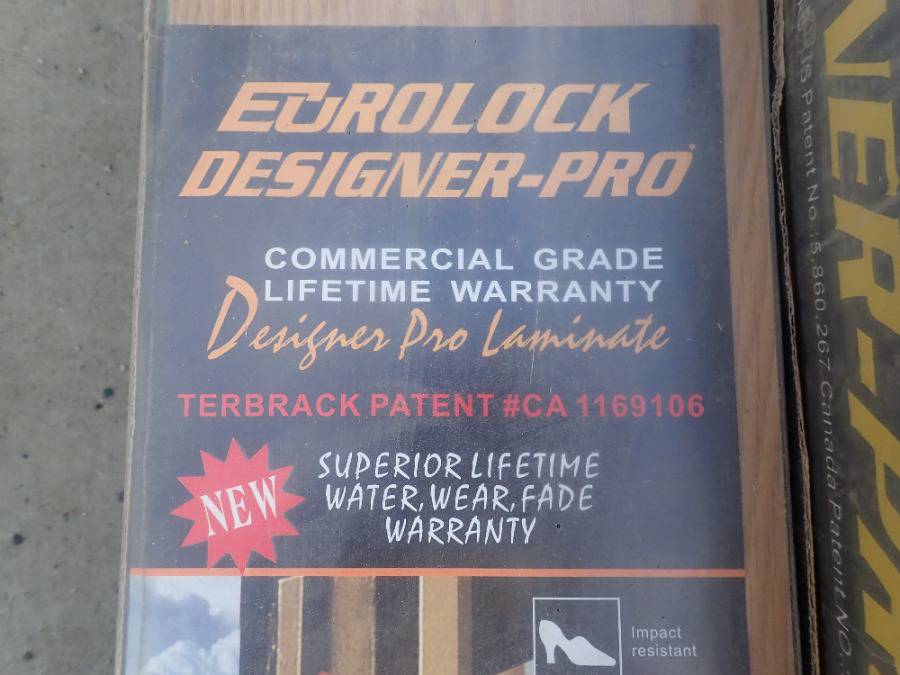 EUROLOCK
DESIGNER-PRO
COMMERCIAL GRADE
LIFETIME WARRANTY
Designer Pro Laminate
TERBRACK PATENT #CA 1169106
NEW
SUPERIOR LIFETIME
WATER, WEAR, FADE
WARRANTY
Impact
resistant
US Patent No.:5,860,267 Canada Patent NO.: